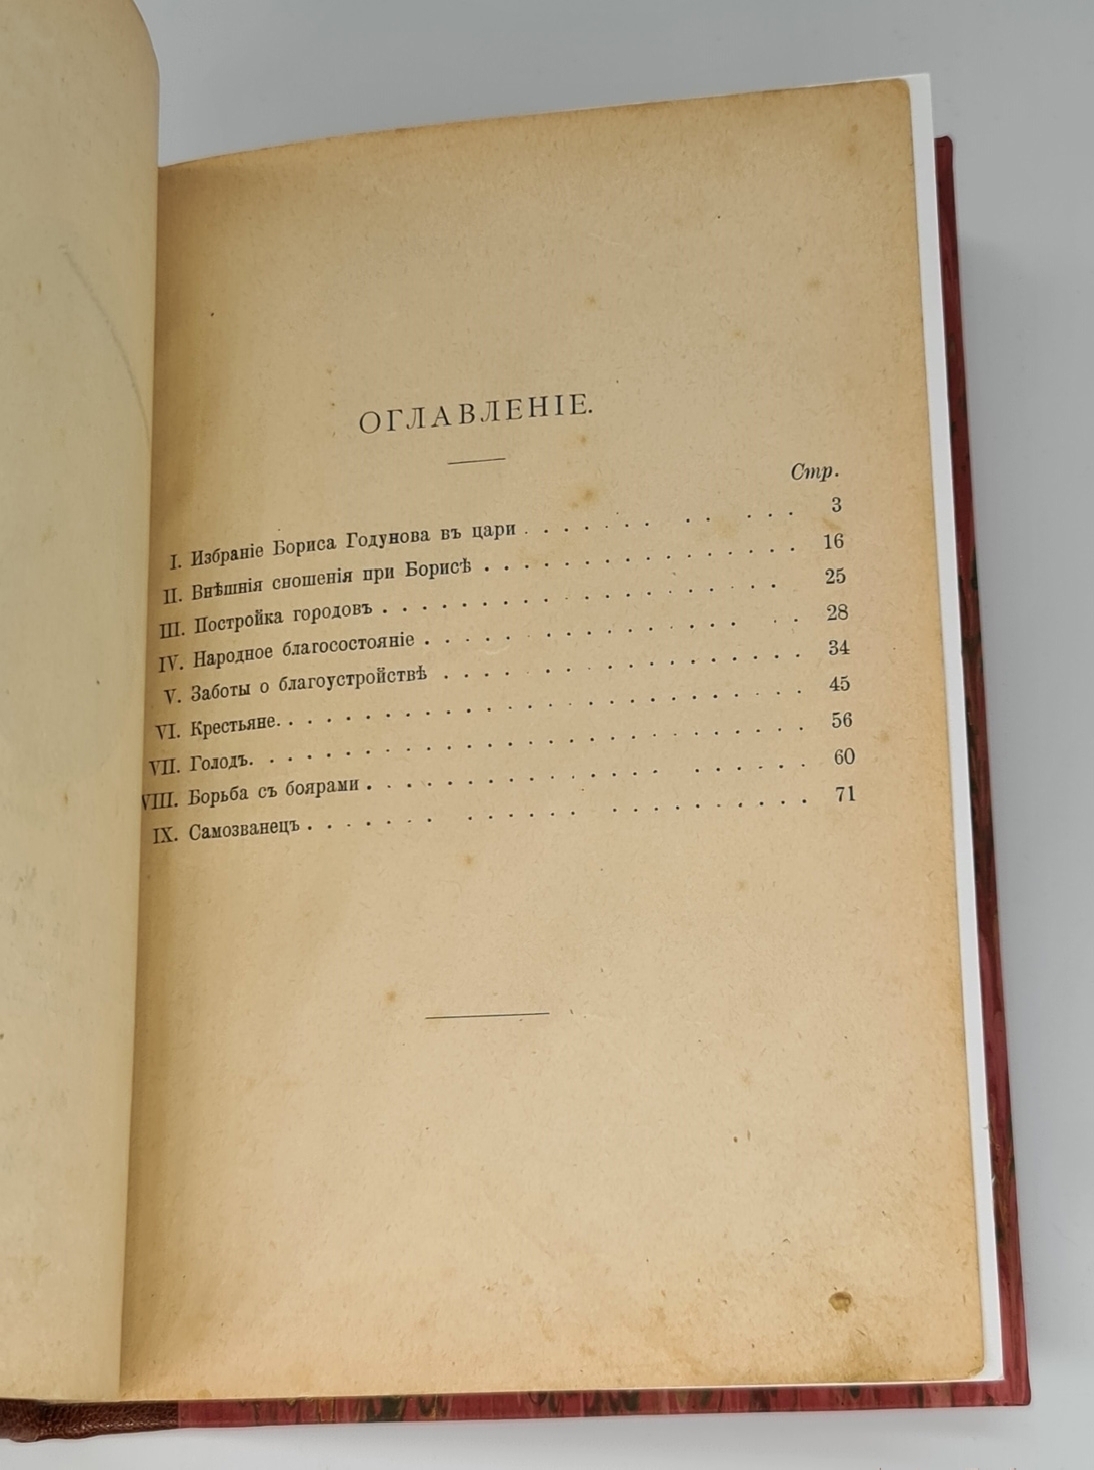 ОГЛАВЛЕНІЕ.
Стр.
I. Избраніе Бориса Годунова въ цари . . . . . . . . . . . . 3
II. Внѣшнія сношенія при Борисѣ . . . . . . . . . . . . . . . . 16
III. Постройка городовъ . . . . . . . . . . . . . . . . . . . . 25
IV. Народное благосостояніе . . . . . . . . . . . . . . . . . . 28
V. Заботы о благоустройствѣ . . . . . . . . . . . . . . . . . . 34
VI. Крестьяне. . . . . . . . . . . . . . . . . . . . . . . . . . 45
VII. Голодъ. . . . . . . . . . . . . . . . . . . . . . . . . . . . 56
VIII. Борьба съ боярами . . . . . . . . . . . . . . . . . . . . . 60
IX. Самозванецъ . . . . . . . . . . . . . . . . . . . . . . . . 71